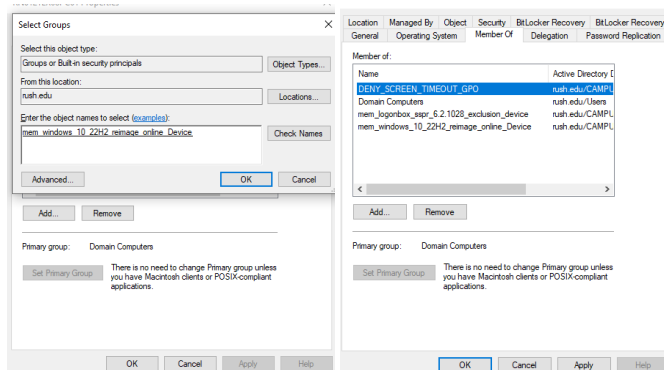 Select Groups
Select this object type:
Groups or Built-in security principals
Object Types...
From this location:
rush.edu
Locations...
Enter the object names to select (examples):
mem_windows_10_22H2_reimage_online_Device
Check Names
Advanced...
OK
Cancel
Add...
Remove
Primary group: Domain Computers
Set Primary Group
There is no need to change Primary group unless
you have Macintosh clients or POSIX-compliant
applications.
OK
Cancel
Apply
Help
Location Managed By Object Security BitLocker Recovery BitLocker Recovery
General Operating System Member Of Delegation Password Replication
Member of:
Name Active Directory D
DENY_SCREEN_TIMEOUT_GPO rush.edu/CAMPU
Domain Computers rush.edu/Users
mem_logonbox_sspr_6.2.1028_exclusion_device rush.edu/CAMPU
mem_windows_10_22H2_reimage_online_Device rush.edu/CAMPU
Add...
Remove
Primary group: Domain Computers
Set Primary Group
There is no need to change Primary group unless
you have Macintosh clients or POSIX-compliant
applications.
OK
Cancel
Apply
Help